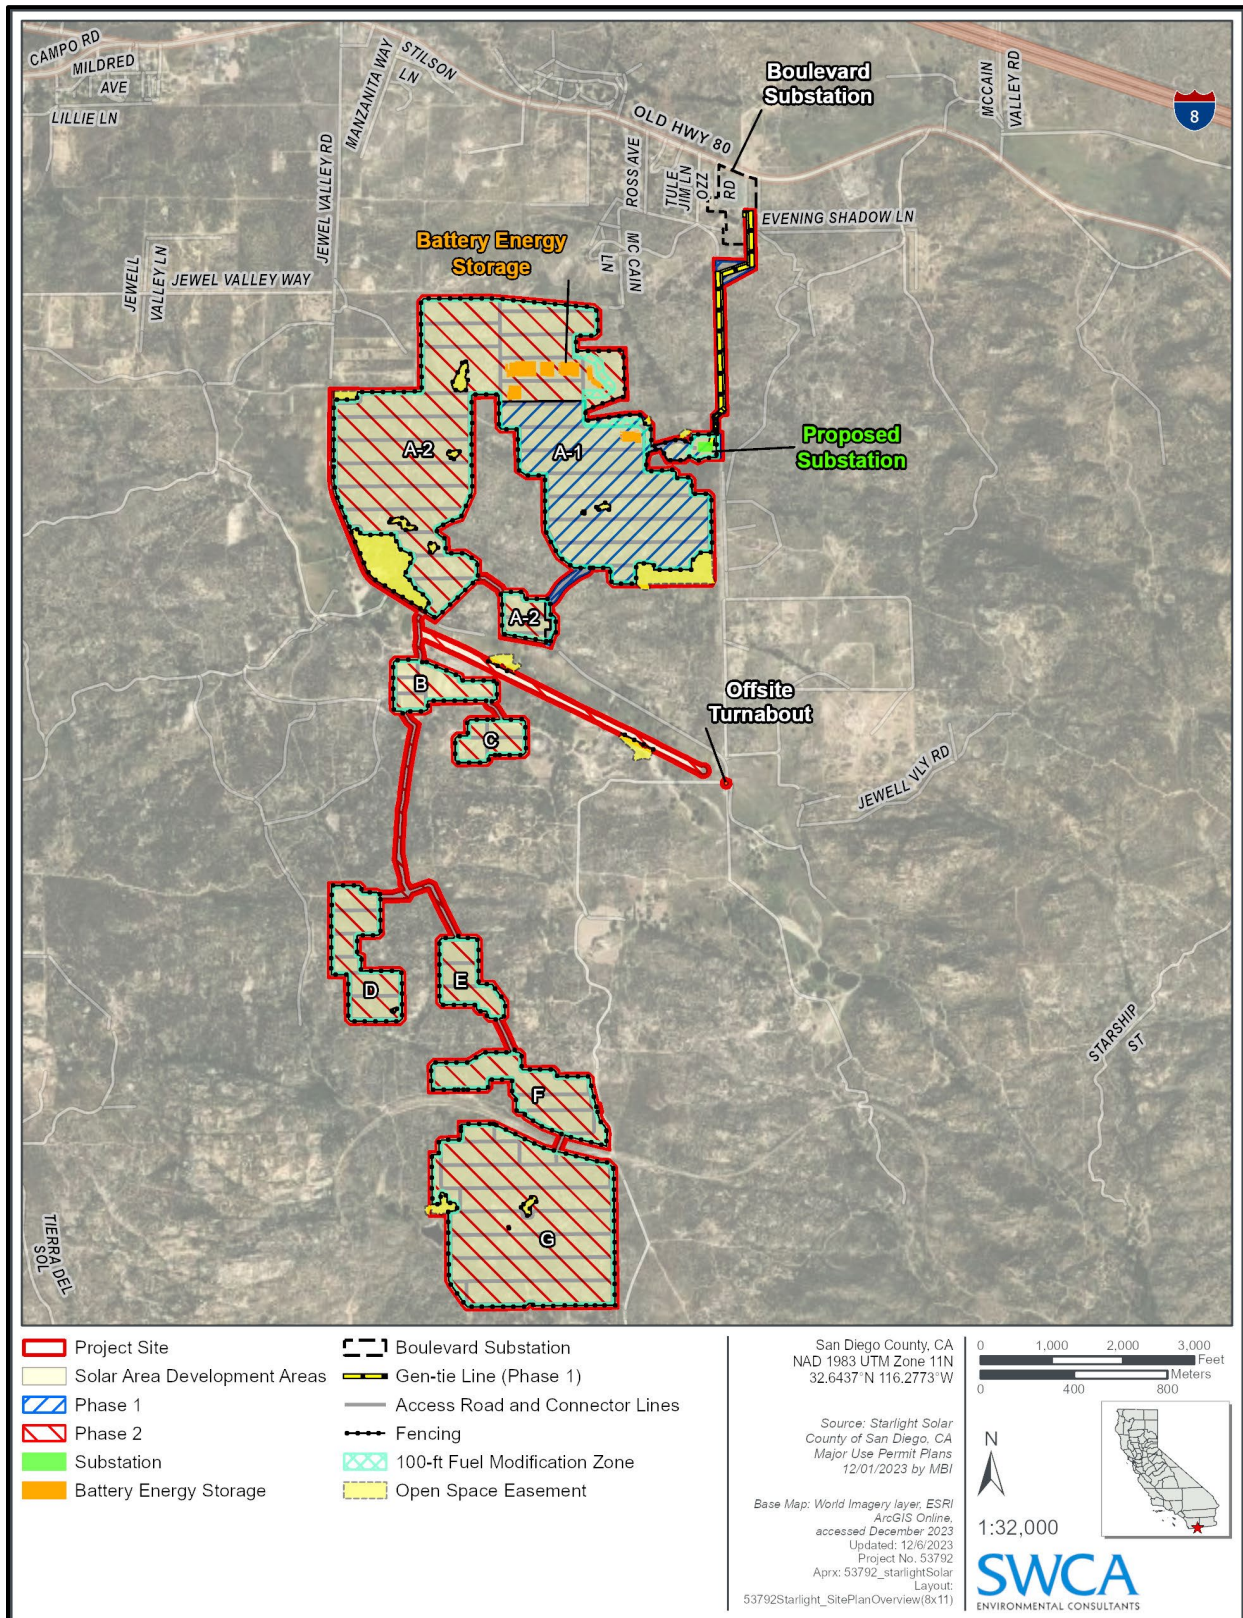 CAMPO RD
MILDRED
AVE
LILLIE LN
MANZANITA WAY
STILSON
LN
JEWEL VALLEY RD
Boulevard
Substation
OLD HWY 80
MCCAIN
VALLEY RD
8
ROSS AVE
TULE
JIM LN
OZZ
RD
EVENING SHADOW LN
MC CAIN
LN
Battery Energy
Storage
JEWELL
VALLEY LN
JEWEL VALLEY WAY
A-2
A-1
Proposed
Substation
A-2
B
C
Offsite
Turnabout
JEWELL VLY RD
D
E
F
G
STARSHIP
ST
TIERRA DEL
SOL
Project Site
Solar Area Development Areas
Phase 1
Phase 2
Substation
Battery Energy Storage
Boulevard Substation
Gen-tie Line (Phase 1)
Access Road and Connector Lines
Fencing
100-ft Fuel Modification Zone
Open Space Easement
San Diego County, CA
NAD 1983 UTM Zone 11N
32.6437°N 116.2773°W
Source: Starlight Solar
County of San Diego, CA
Major Use Permit Plans
12/01/2023 by MBI
Base Map: World Imagery layer, ESRI
ArcGIS Online,
accessed December 2023
Updated: 12/6/2023
Project No. 53792
Aprx: 53792_starlightSolar
Layout:
53792Starlight_SitePlanOverview(8x11)
0 1,000 2,000 3,000
Feet
Meters
0 400 800
N
1:32,000
SWCA
ENVIRONMENTAL CONSULTANTS